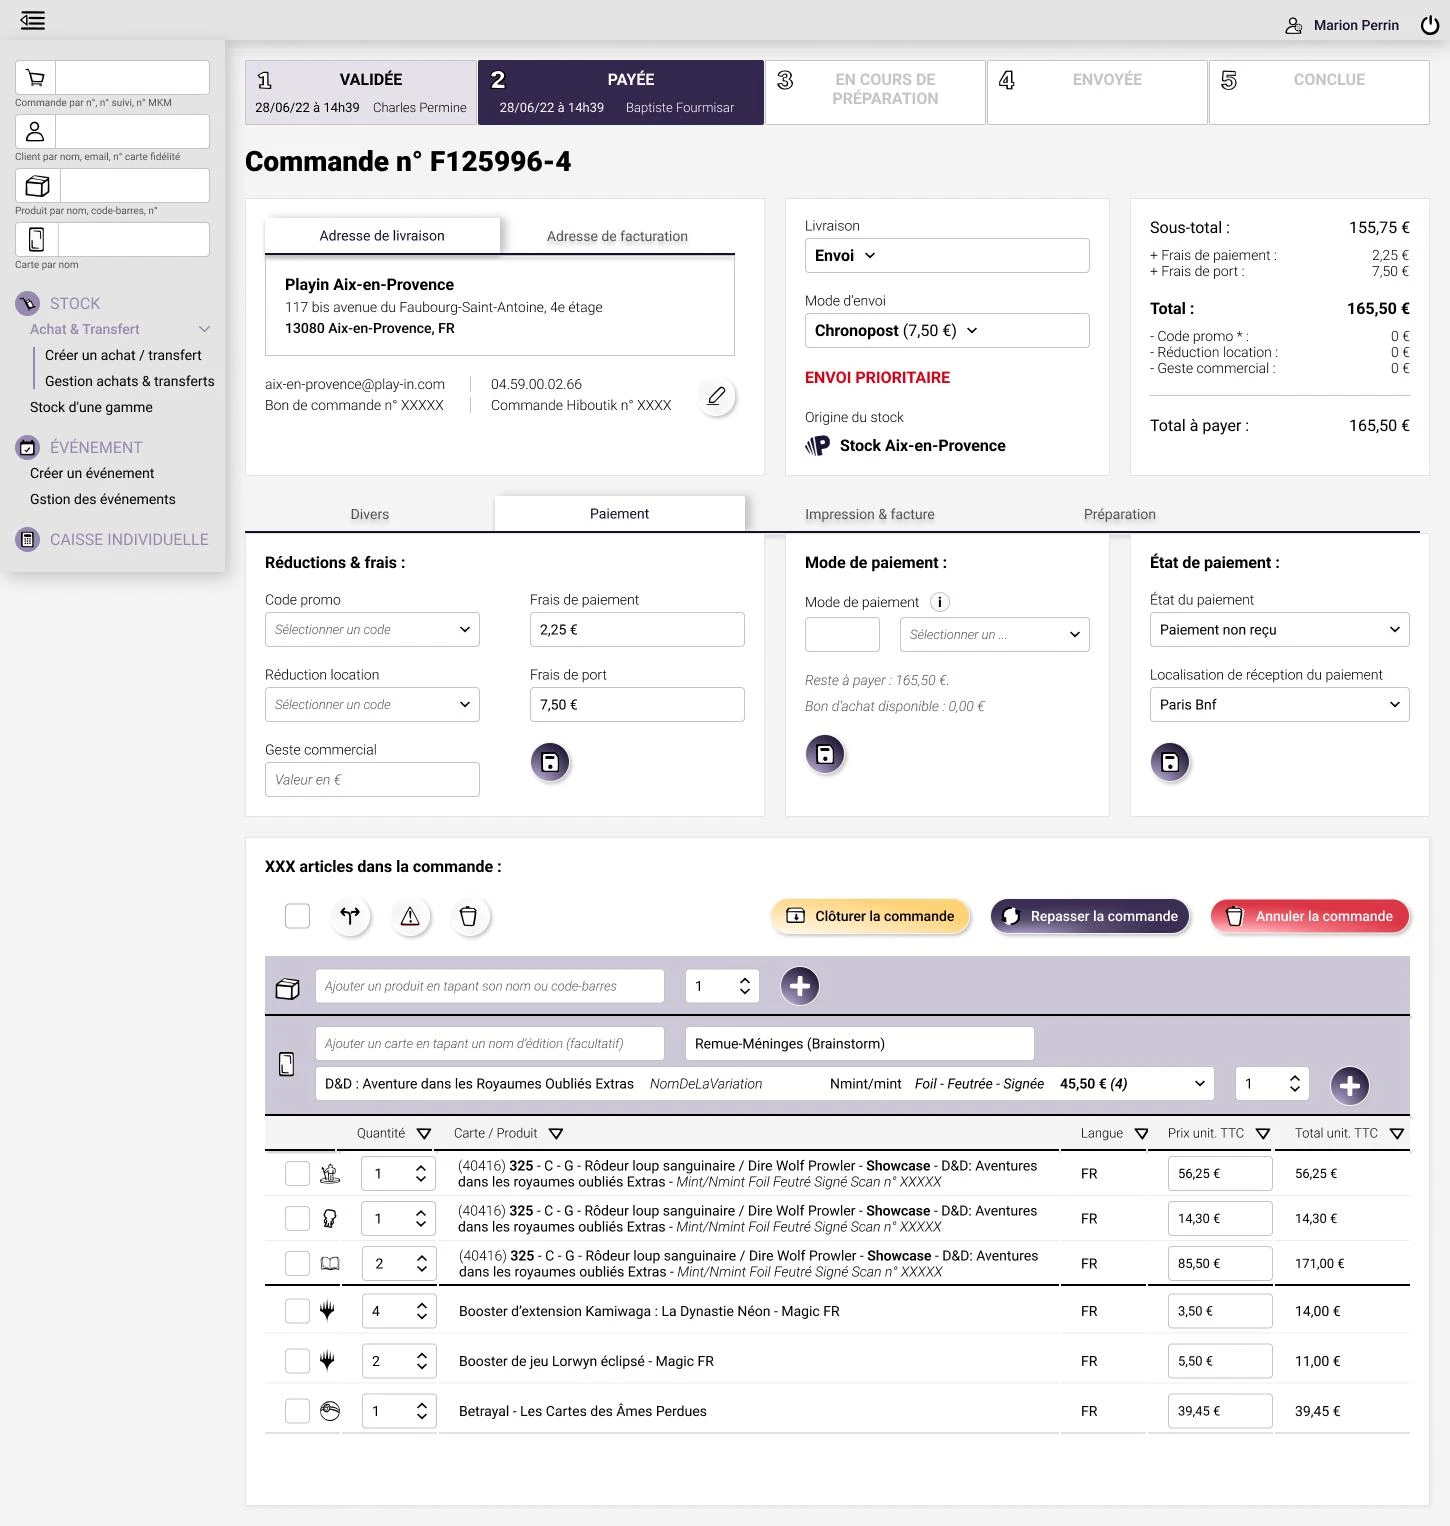 Marion Perrin
Commande par n°, n° suivi, n° MKM
Client par nom, email, n° carte fidélité
Produit par nom, code-barres, n°
Carte par nom
STOCK
Achat & Transfert
Créer un achat / transfert
Gestion achats & transferts
Stock d'une gamme
ÉVÉNEMENT
Créer un événement
Gstion des événements
CAISSE INDIVIDUELLE
1 VALIDÉE
28/06/22 à 14h39 Charles Permine
2 PAYÉE
28/06/22 à 14h39 Baptiste Fourmisar
3 EN COURS DE
PRÉPARATION
4 ENVOYÉE
5 CONCLUE
Commande n° F125996-4
Adresse de livraison Adresse de facturation
Playin Aix-en-Provence
117 bis avenue du Faubourg-Saint-Antoine, 4e étage
13080 Aix-en-Provence, FR
aix-en-provence@play-in.com 04.59.00.02.66
Bon de commande n° XXXXX Commande Hiboutik n° XXXX
Livraison
Envoi
Mode d'envoi
Chronopost (7,50 €)
ENVOI PRIORITAIRE
Origine du stock
Stock Aix-en-Provence
Sous-total : 155,75 €
+ Frais de paiement : 2,25 €
+ Frais de port : 7,50 €
Total : 165,50 €
- Code promo * : 0 €
- Réduction location : 0 €
- Geste commercial : 0 €
Total à payer : 165,50 €
Divers Paiement Impression & facture Préparation
Réductions & frais :
Code promo Frais de paiement
Sélectionner un code 2,25 €
Réduction location Frais de port
Sélectionner un code 7,50 €
Geste commercial
Valeur en €
Mode de paiement :
Mode de paiement i
Sélectionner un ...
Reste à payer : 165,50 €.
Bon d'achat disponible : 0,00 €
État de paiement :
État du paiement
Paiement non reçu
Localisation de réception du paiement
Paris Bnf
XXX articles dans la commande :
Clôturer la commande Repasser la commande Annuler la commande
Ajouter un produit en tapant son nom ou code-barres 1
Ajouter un carte en tapant un nom d'édition (facultatif) Remue-Méninges (Brainstorm)
D&D : Aventure dans les Royaumes Oubliés Extras NomDeLaVariation Nmint/mint Foil - Feutrée - Signée 45,50 € (4) 1
Quantité Carte / Produit Langue Prix unit. TTC Total unit. TTC
1 (40416) 325 - C - G - Rôdeur loup sanguinaire / Dire Wolf Prowler - Showcase - D&D: Aventures FR 56,25 € 56,25 €
dans les royaumes oubliés Extras - Mint/Nmint Foil Feutré Signé Scan n° XXXXX
1 (40416) 325 - C - G - Rôdeur loup sanguinaire / Dire Wolf Prowler - Showcase - D&D: Aventures FR 14,30 € 14,30 €
dans les royaumes oubliés Extras - Mint/Nmint Foil Feutré Signé Scan n° XXXXX
2 (40416) 325 - C - G - Rôdeur loup sanguinaire / Dire Wolf Prowler - Showcase - D&D: Aventures FR 85,50 € 171,00 €
dans les royaumes oubliés Extras - Mint/Nmint Foil Feutré Signé Scan n° XXXXX
4 Booster d'extension Kamiwaga : La Dynastie Néon - Magic FR FR 3,50 € 14,00 €
2 Booster de jeu Lorwyn éclipsé - Magic FR FR 5,50 € 11,00 €
1 Betrayal - Les Cartes des Âmes Perdues FR 39,45 € 39,45 €